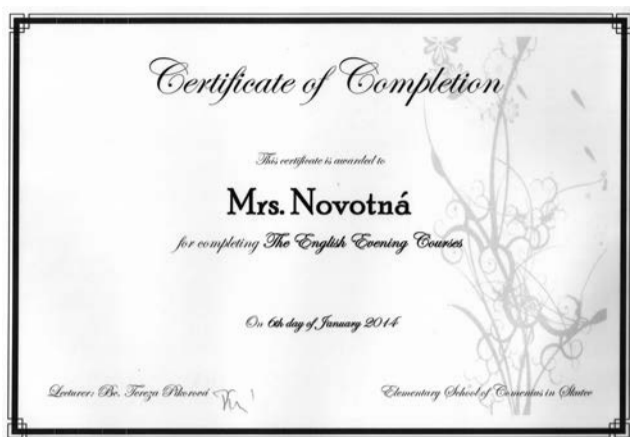 Certificate of Completion
This certificate is awarded to
Mrs. Novotná
for completing The English Evening Courses
On 6th day of January 2014
Lecturer: Bc. Tereza Pikorová
Elementary School of Comenius in Skutec